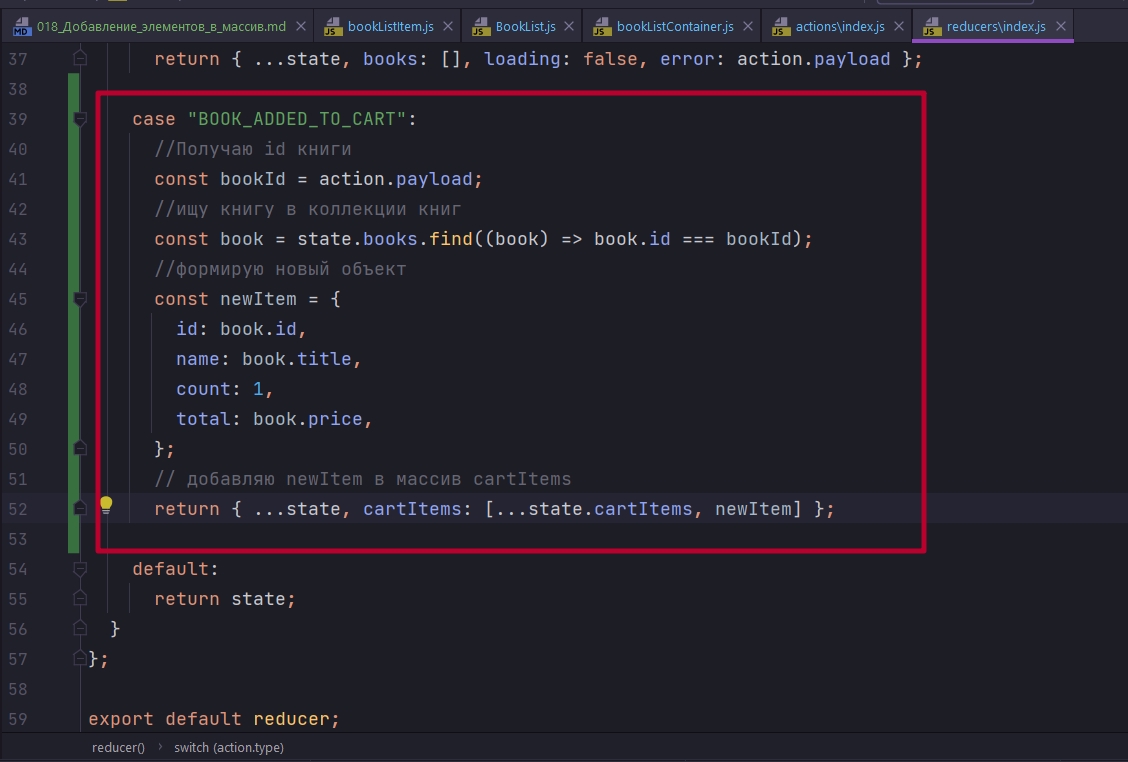 MD 018_Добавление_элементов_в_массив.md JS bookListItem.js JS BookList.js JS bookListContainer.js JS actions\index.js JS reducers\index.js
37 return { ...state, books: [], loading: false, error: action.payload };
38
39 case "BOOK_ADDED_TO_CART":
40 //Получаю id книги
41 const bookId = action.payload;
42 //ищу книгу в коллекции книг
43 const book = state.books.find((book) => book.id === bookId);
44 //формирую новый объект
45 const newItem = {
46 id: book.id,
47 name: book.title,
48 count: 1,
49 total: book.price,
50 };
51 // добавляю newItem в массив cartItems
52 return { ...state, cartItems: [...state.cartItems, newItem] };
53
54 default:
55 return state;
56 }
57 };
58
59 export default reducer;
reducer() › switch (action.type)